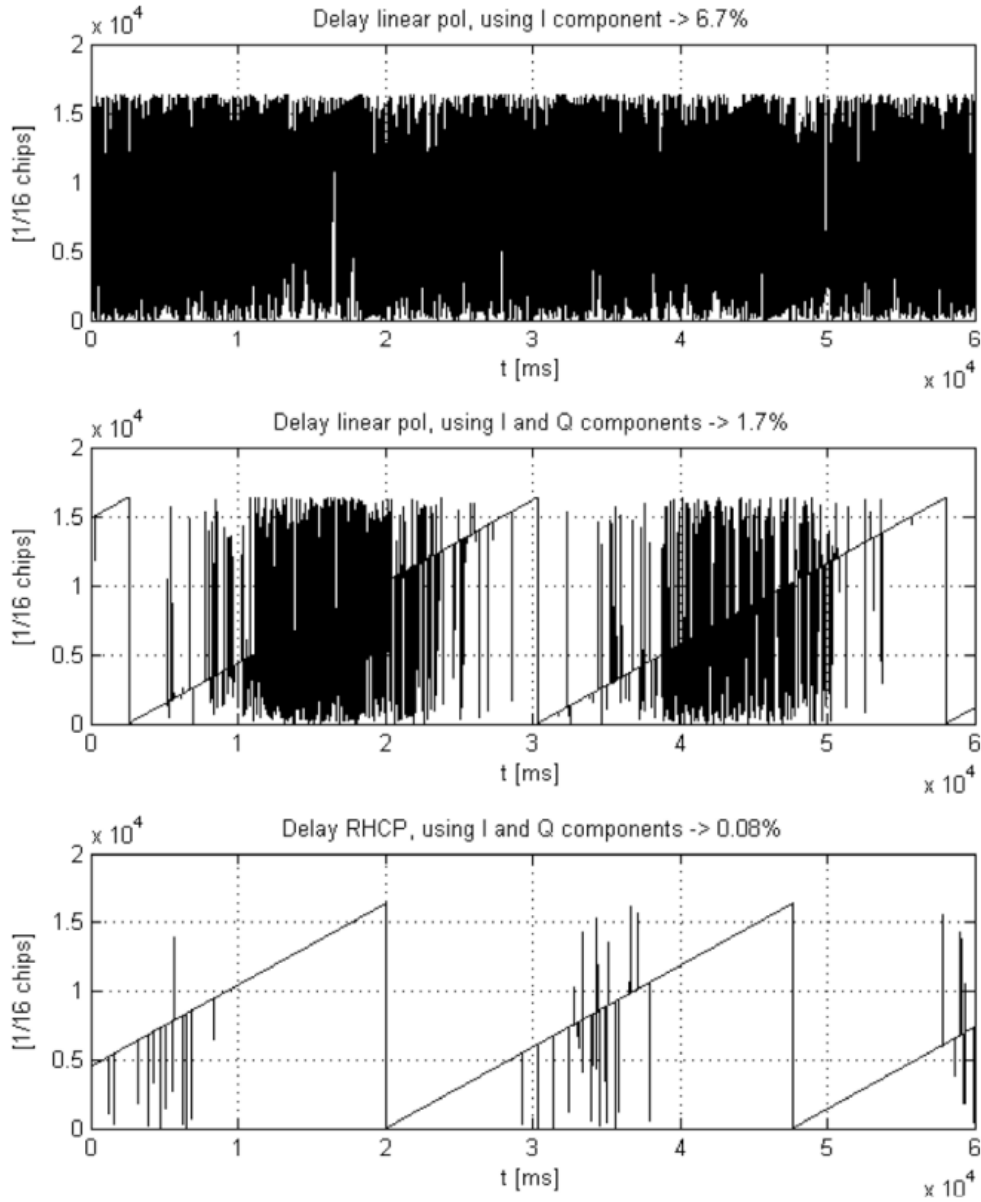 Delay linear pol, using I component -> 6.7%
x 10^4
2
1.5
1
0.5
0
[1/16 chips]
0 1 2 3 4 5 6
t [ms]
x 10^4
Delay linear pol, using I and Q components -> 1.7%
x 10^4
2
1.5
1
0.5
0
[1/16 chips]
0 1 2 3 4 5 6
t [ms]
x 10^4
Delay RHCP, using I and Q components -> 0.08%
x 10^4
2
1.5
1
0.5
0
[1/16 chips]
0 1 2 3 4 5 6
t [ms]
x 10^4